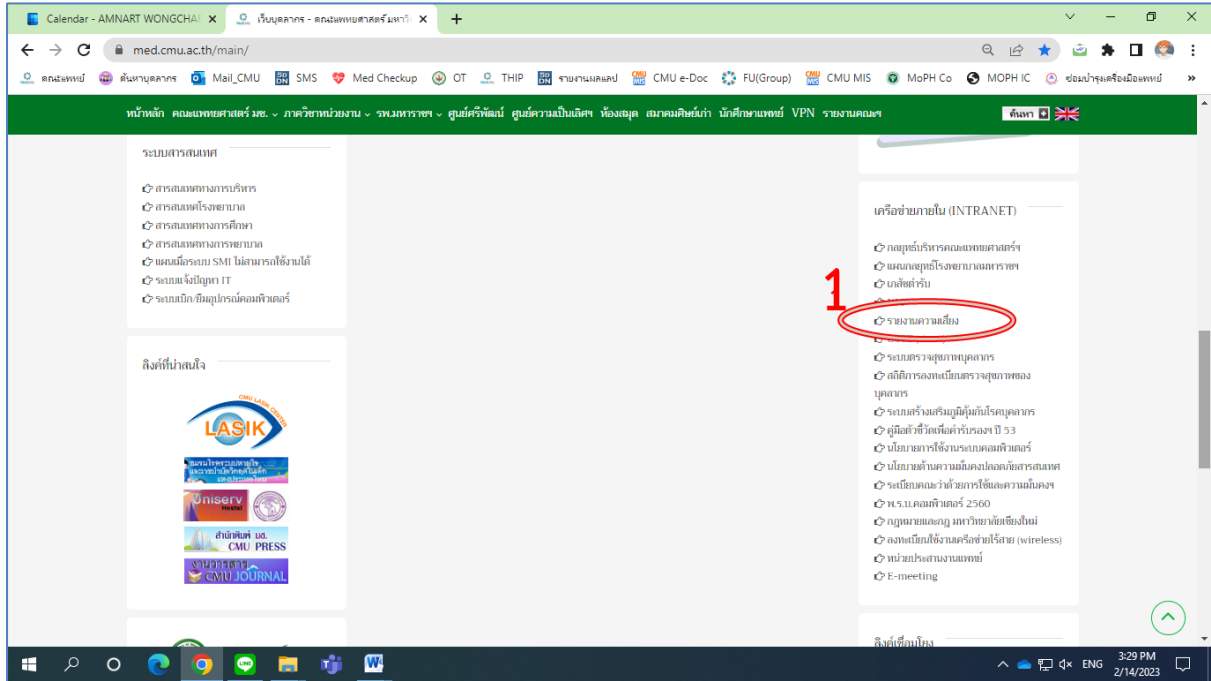 Calendar - AMNART WONGCHAI
เว็บบุคลากร - คณะแพทยศาสตร์ มหาวิ
med.cmu.ac.th/main/
คณะแพทย์ ค้นหาบุคลากร Mail_CMU SMS Med Checkup OT THIP รายงานผลแลป CMU e-Doc FU(Group) CMU MIS MoPH Co MOPH IC ซ่อมบำรุงเครื่องมือแพทย์ »
หน้าหลัก คณะแพทยศาสตร์ มช. ภาควิชาหน่วยงาน รพ.มหาราชฯ ศูนย์ศรีพัฒน์ ศูนย์ความเป็นเลิศฯ ห้องสมุด สมาคมศิษย์เก่า นักศึกษาแพทย์ VPN รายงานคณะฯ ค้นหา
ระบบสารสนเทศ
สารสนเทศทางการบริหาร
สารสนเทศโรงพยาบาล
สารสนเทศทางการศึกษา
สารสนเทศทางการพยาบาล
แผนเมื่อระบบ SMI ไม่สามารถใช้งานได้
ระบบแจ้งปัญหา IT
ระบบเบิก/ยืมอุปกรณ์คอมพิวเตอร์
ลิงค์ที่น่าสนใจ
CMU LASIK CENTER
LASIK
Uniserv
Hostel
สำนักพิมพ์ มช.
CMU PRESS
งานวารสาร
CMU JOURNAL
เครือข่ายภายใน (INTRANET)
กลยุทธ์บริหารคณะแพทยศาสตร์ฯ
แผนกลยุทธ์โรงพยาบาลมหาราชฯ
เภสัชตำรับ
1
รายงานความเสี่ยง
ระบบตรวจสุขภาพบุคลากร
สถิติการลงทะเบียนตรวจสุขภาพของ
บุคลากร
ระบบสร้างเสริมภูมิคุ้มกันโรคบุคลากร
คู่มือตัวชี้วัดเพื่อคำรับรองฯ ปี 53
นโยบายการใช้งานระบบคอมพิวเตอร์
นโยบายด้านความมั่นคงปลอดภัยสารสนเทศ
ระเบียบคณะว่าด้วยการใช้และความมั่นคงฯ
พ.ร.บ.คอมพิวเตอร์ 2560
กฎหมายและกฎ มหาวิทยาลัยเชียงใหม่
ลงทะเบียนใช้งานเครือข่ายไร้สาย (wireless)
หน่วยประสานงานแพทย์
E-meeting
ลิงค์เชื่อมโยง
ENG
3:29 PM
2/14/2023